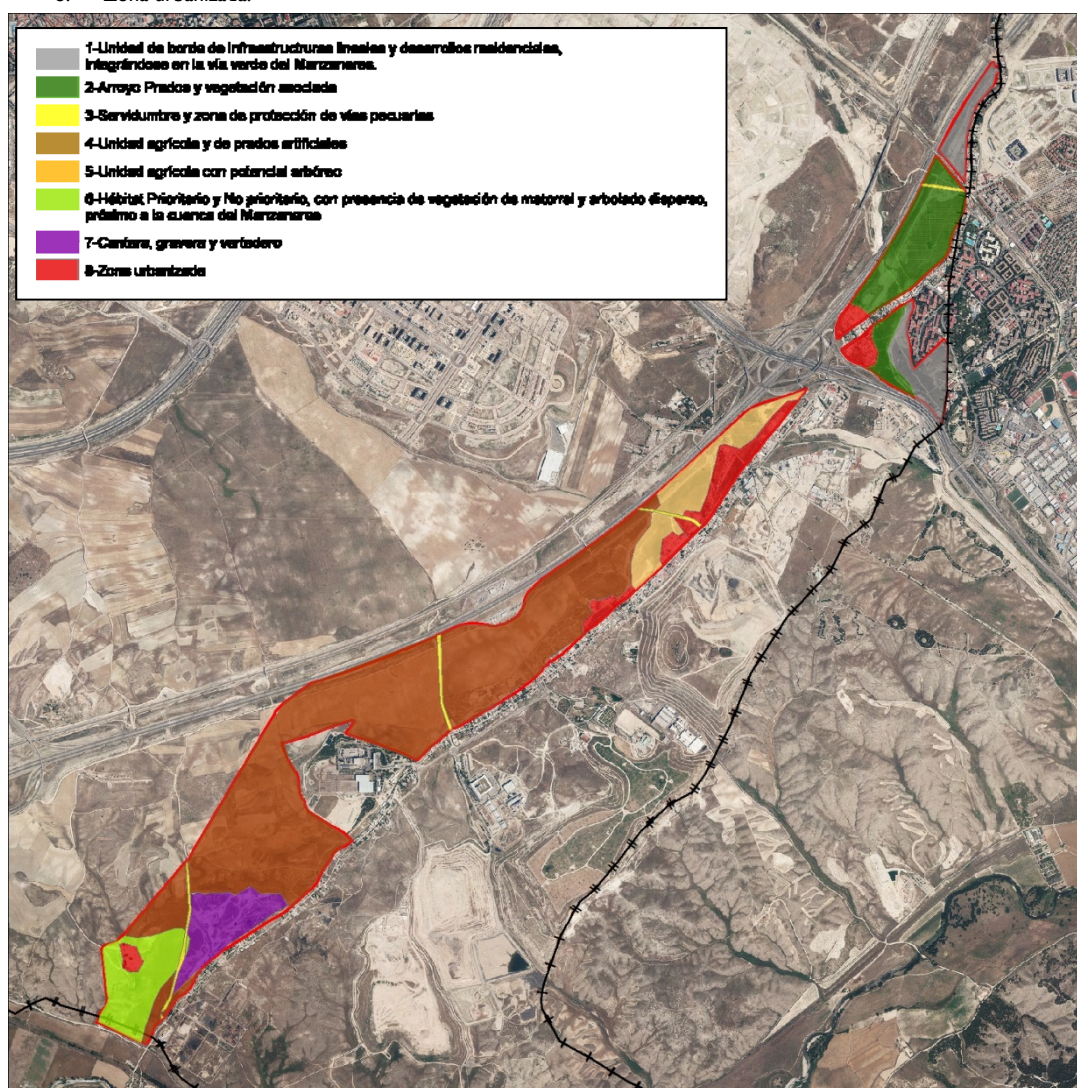 1-Unidad de borde de infraestructuras lineales y desarrollos residenciales,
integrándose en la vía verde del Manzanares.
2-Arroyo Prados y vegetación asociada
3-Servidumbre y zona de protección de vías pecuarias
4-Unidad agrícola y de prados artificiales
5-Unidad agrícola con potencial arbóreo
6-Hábitat Prioritario y No prioritario, con presencia de vegetación de matorral y arbolado disperso,
próximo a la cuenca del Manzanares
7-Cantera, gravera y vertedero
8-Zona urbanizada